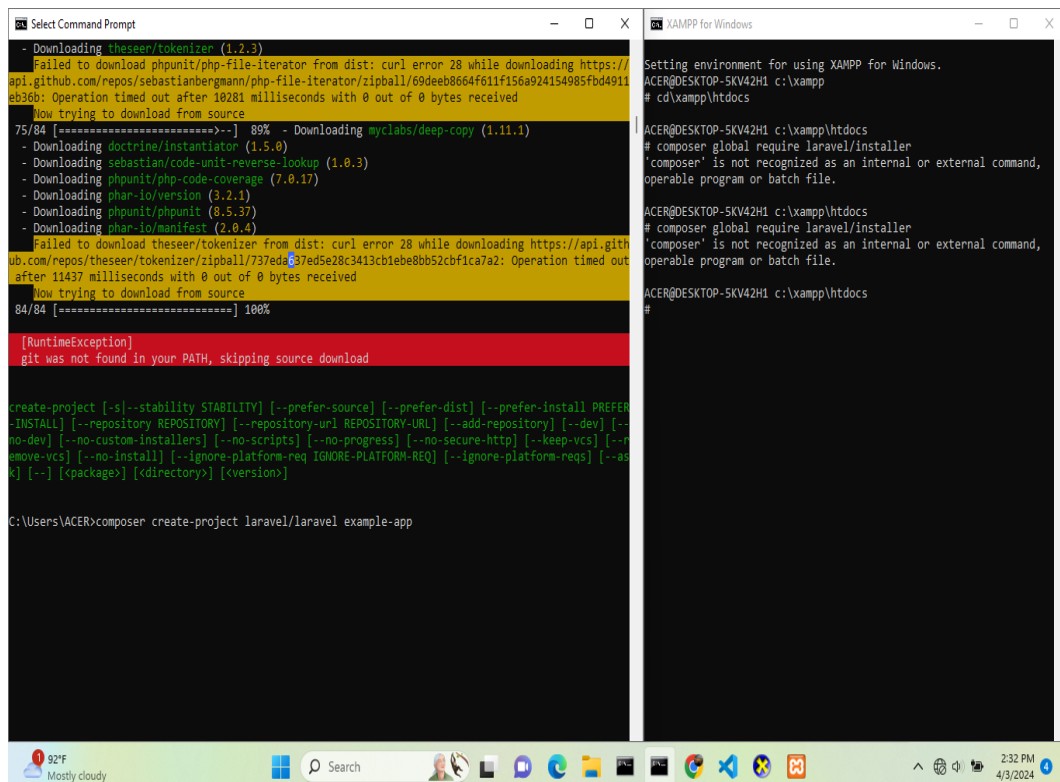 Select Command Prompt
- Downloading theseer/tokenizer (1.2.3)
Failed to download phpunit/php-file-iterator from dist: curl error 28 while downloading https://
api.github.com/repos/sebastianbergmann/php-file-iterator/zipball/69deeb8664f611f156a924154985fbd4911
eb36b: Operation timed out after 10281 milliseconds with 0 out of 0 bytes received
Now trying to download from source
75/84 [=========================>--]  89%  - Downloading myclabs/deep-copy (1.11.1)
- Downloading doctrine/instantiator (1.5.0)
- Downloading sebastian/code-unit-reverse-lookup (1.0.3)
- Downloading phpunit/php-code-coverage (7.0.17)
- Downloading phar-io/version (3.2.1)
- Downloading phpunit/phpunit (8.5.37)
- Downloading phar-io/manifest (2.0.4)
Failed to download theseer/tokenizer from dist: curl error 28 while downloading https://api.gith
ub.com/repos/theseer/tokenizer/zipball/737eda637ed5e28c3413cb1ebe8bb52cbf1ca7a2: Operation timed out
after 11437 milliseconds with 0 out of 0 bytes received
Now trying to download from source
84/84 [============================] 100%
[RuntimeException]
git was not found in your PATH, skipping source download
create-project [-s|--stability STABILITY] [--prefer-source] [--prefer-dist] [--prefer-install PREFER
-INSTALL] [--repository REPOSITORY] [--repository-url REPOSITORY-URL] [--add-repository] [--dev] [--
no-dev] [--no-custom-installers] [--no-scripts] [--no-progress] [--no-secure-http] [--keep-vcs] [--r
emove-vcs] [--no-install] [--ignore-platform-req IGNORE-PLATFORM-REQ] [--ignore-platform-reqs] [--as
k] [--] [<package>] [<directory>] [<version>]
C:\Users\ACER>composer create-project laravel/laravel example-app
XAMPP for Windows
Setting environment for using XAMPP for Windows.
ACER@DESKTOP-5KV42H1 c:\xampp
# cd\xampp\htdocs
ACER@DESKTOP-5KV42H1 c:\xampp\htdocs
# composer global require laravel/installer
'composer' is not recognized as an internal or external command,
operable program or batch file.
ACER@DESKTOP-5KV42H1 c:\xampp\htdocs
# composer global require laravel/installer
'composer' is not recognized as an internal or external command,
operable program or batch file.
ACER@DESKTOP-5KV42H1 c:\xampp\htdocs
#
1
92°F
Mostly cloudy
Search
2:32 PM
4/3/2024
4